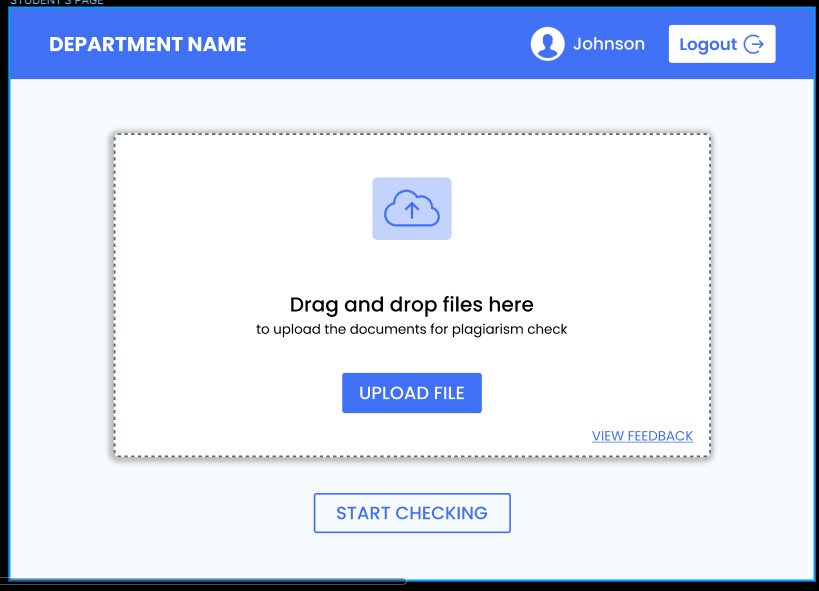 STUDENT'S PAGE
DEPARTMENT NAME
Johnson
Logout
Drag and drop files here
to upload the documents for plagiarism check
UPLOAD FILE
VIEW FEEDBACK
START CHECKING